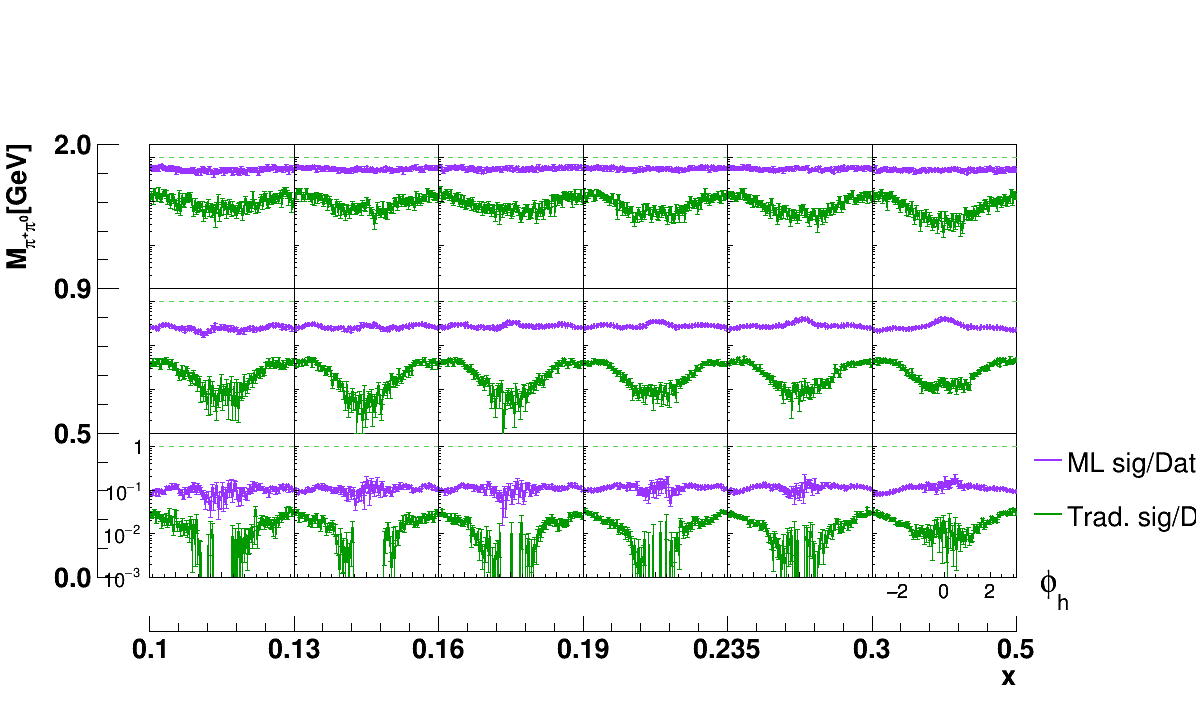 2.0
M_{π⁺π⁰}[GeV]
0.9
0.5
1
10⁻¹
10⁻²
10⁻³
0.0
ML sig/Dat
Trad. sig/D
−2 0 2
ϕ_h
0.1 0.13 0.16 0.19 0.235 0.3 0.5
x